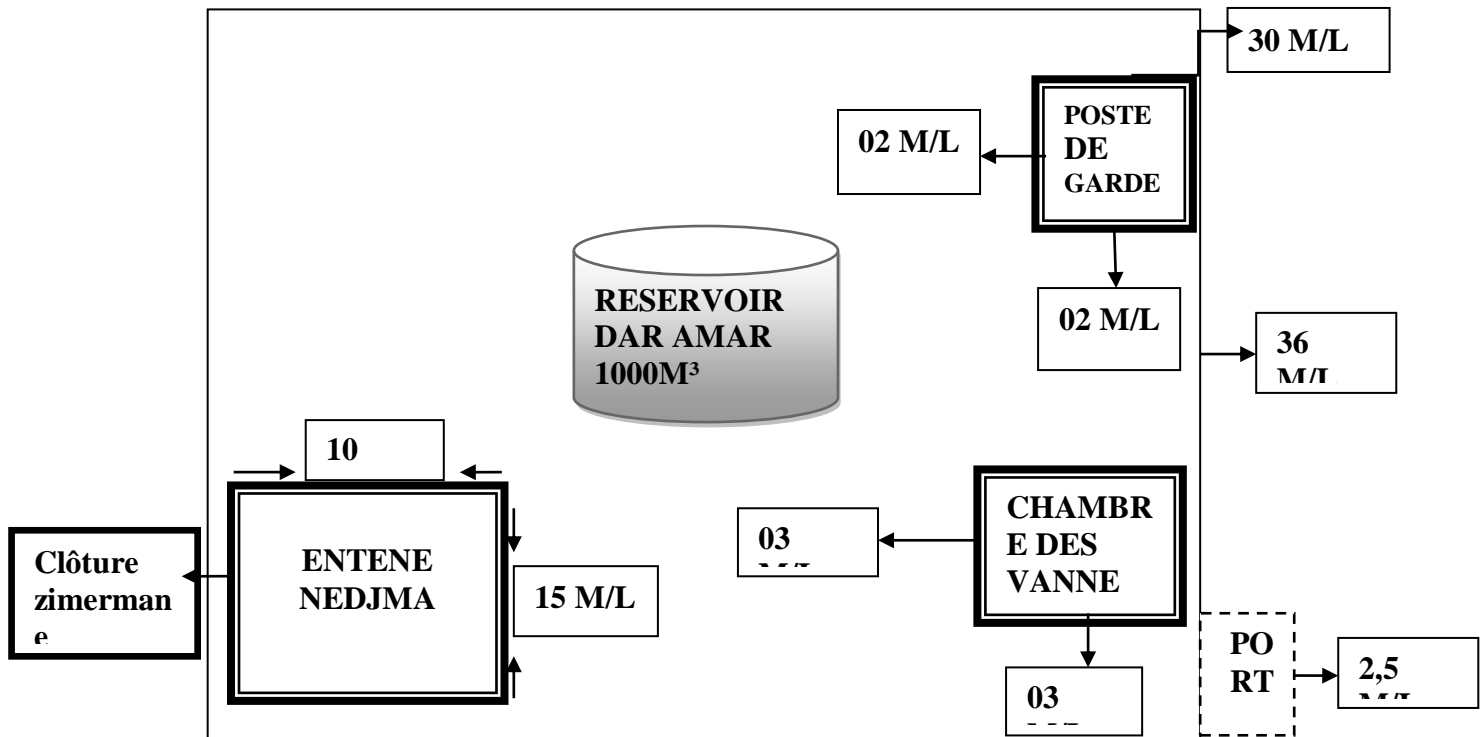 30 M/L
POSTE
DE
GARDE
02 M/L
02 M/L
RESERVOIR
DAR AMAR
1000M³
36
M/L
10
ENTENE
NEDJMA
15 M/L
Clôture
zimerman
e
CHAMBR
E DES
VANNE
03
M/L
03
PO
RT
2,5
M/L